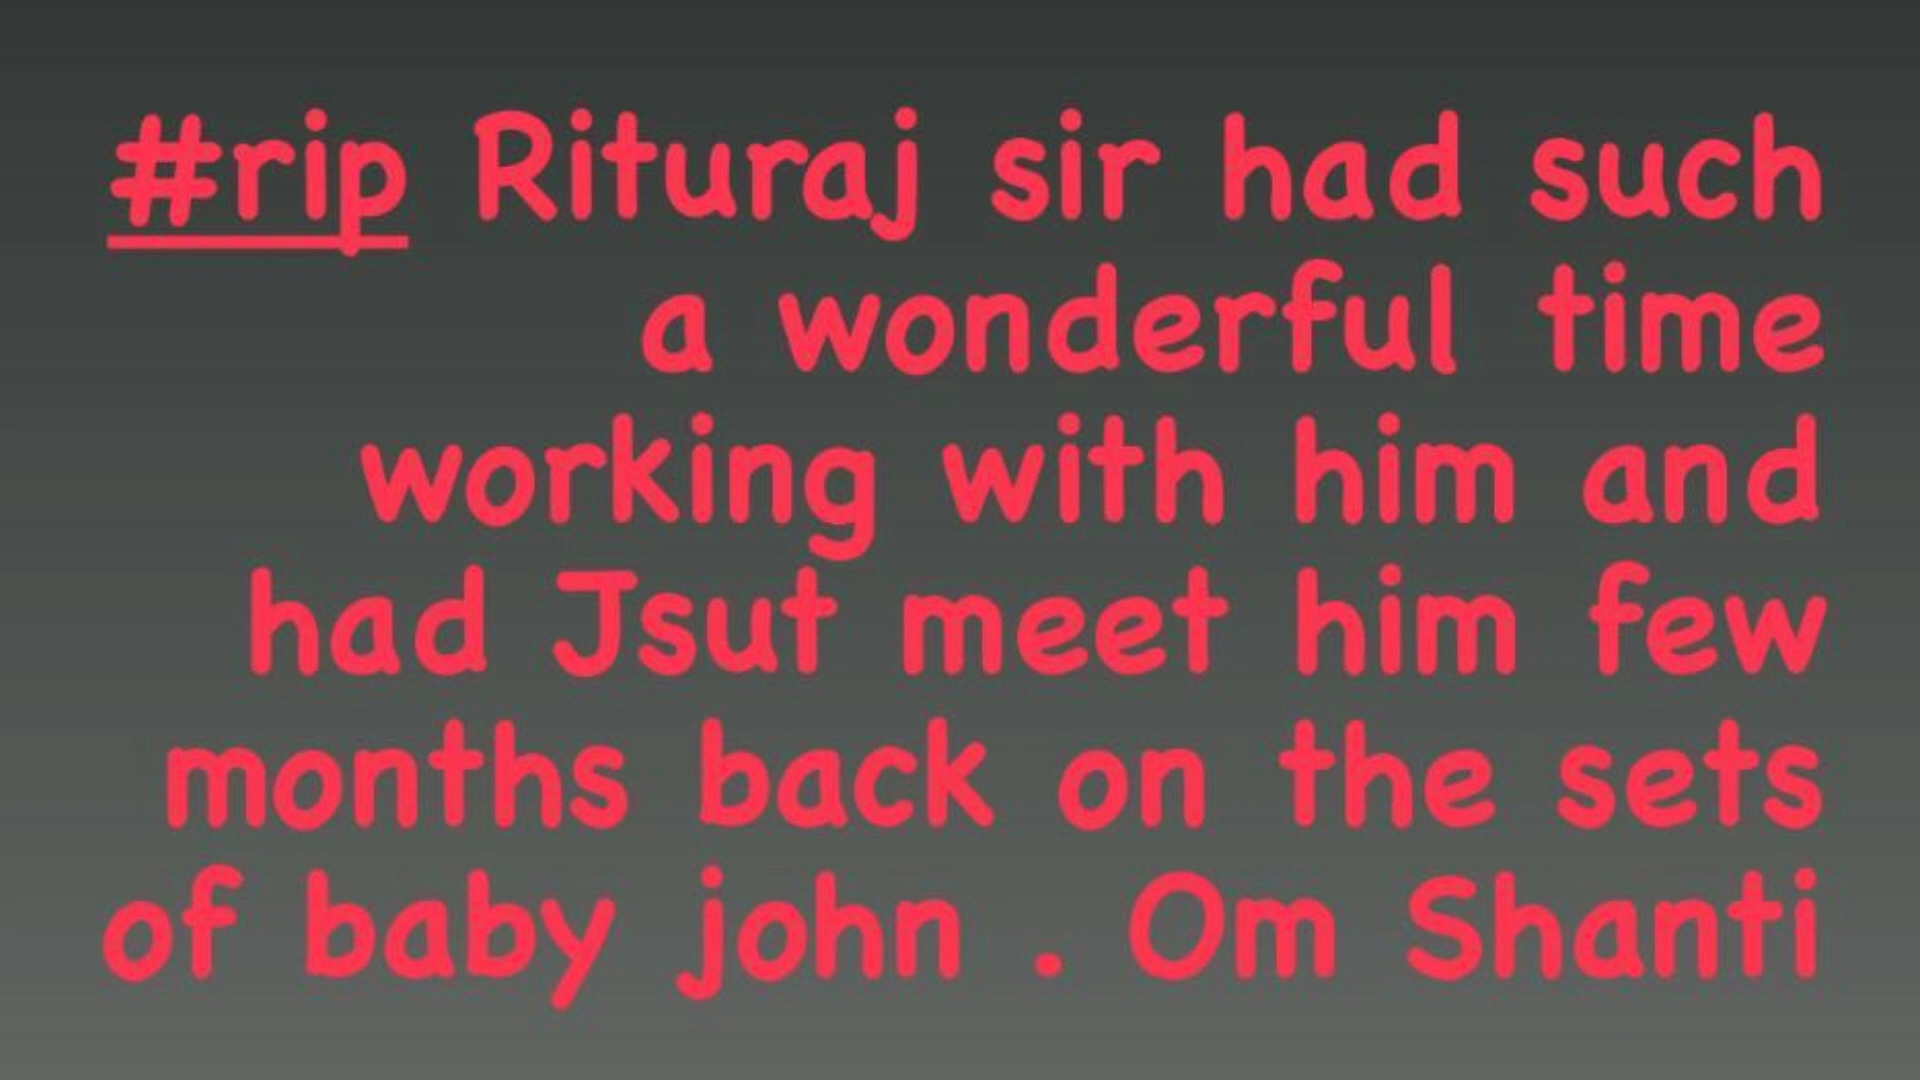 #rip Rituraj sir had such
a wonderful time
working with him and
had Jsut meet him few
months back on the sets
of baby john . Om Shanti